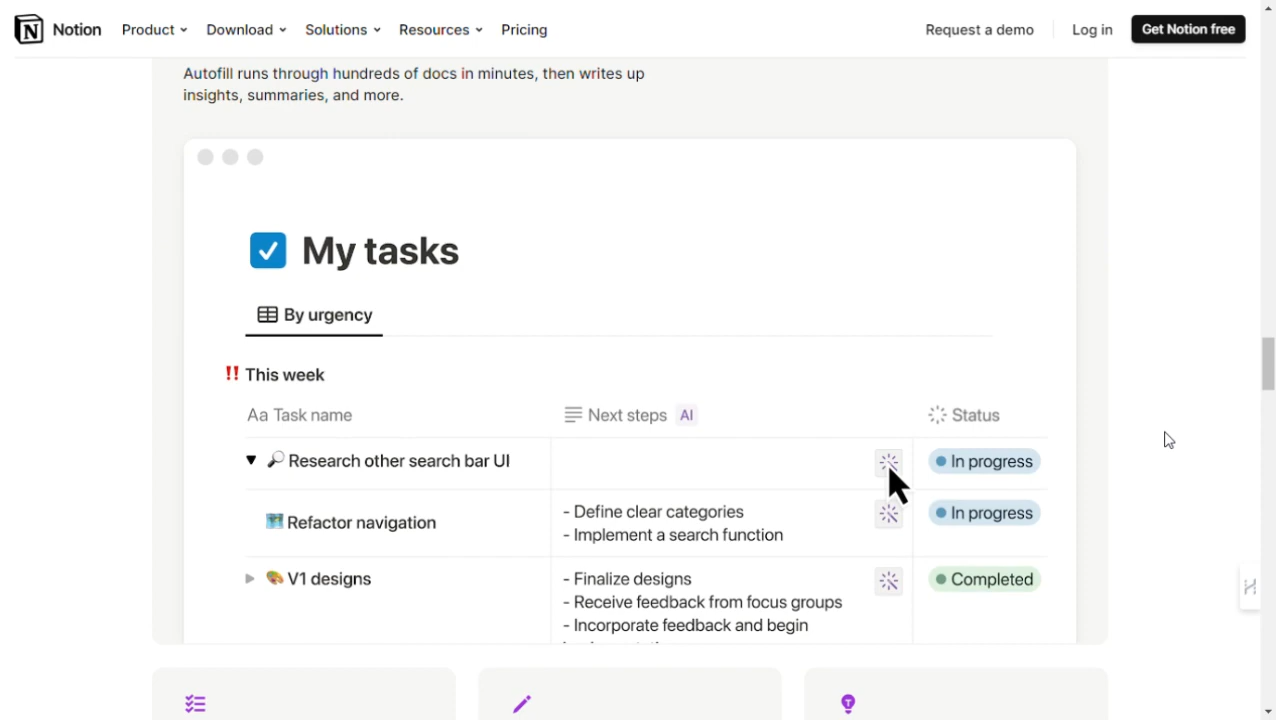 Notion Product Download Solutions Resources Pricing Request a demo Log in Get Notion free
Autofill runs through hundreds of docs in minutes, then writes up
insights, summaries, and more.
My tasks
By urgency
!! This week
Aa Task name Next steps AI Status
Research other search bar UI In progress
Refactor navigation - Define clear categories In progress
- Implement a search function
V1 designs - Finalize designs Completed
- Receive feedback from focus groups
- Incorporate feedback and begin